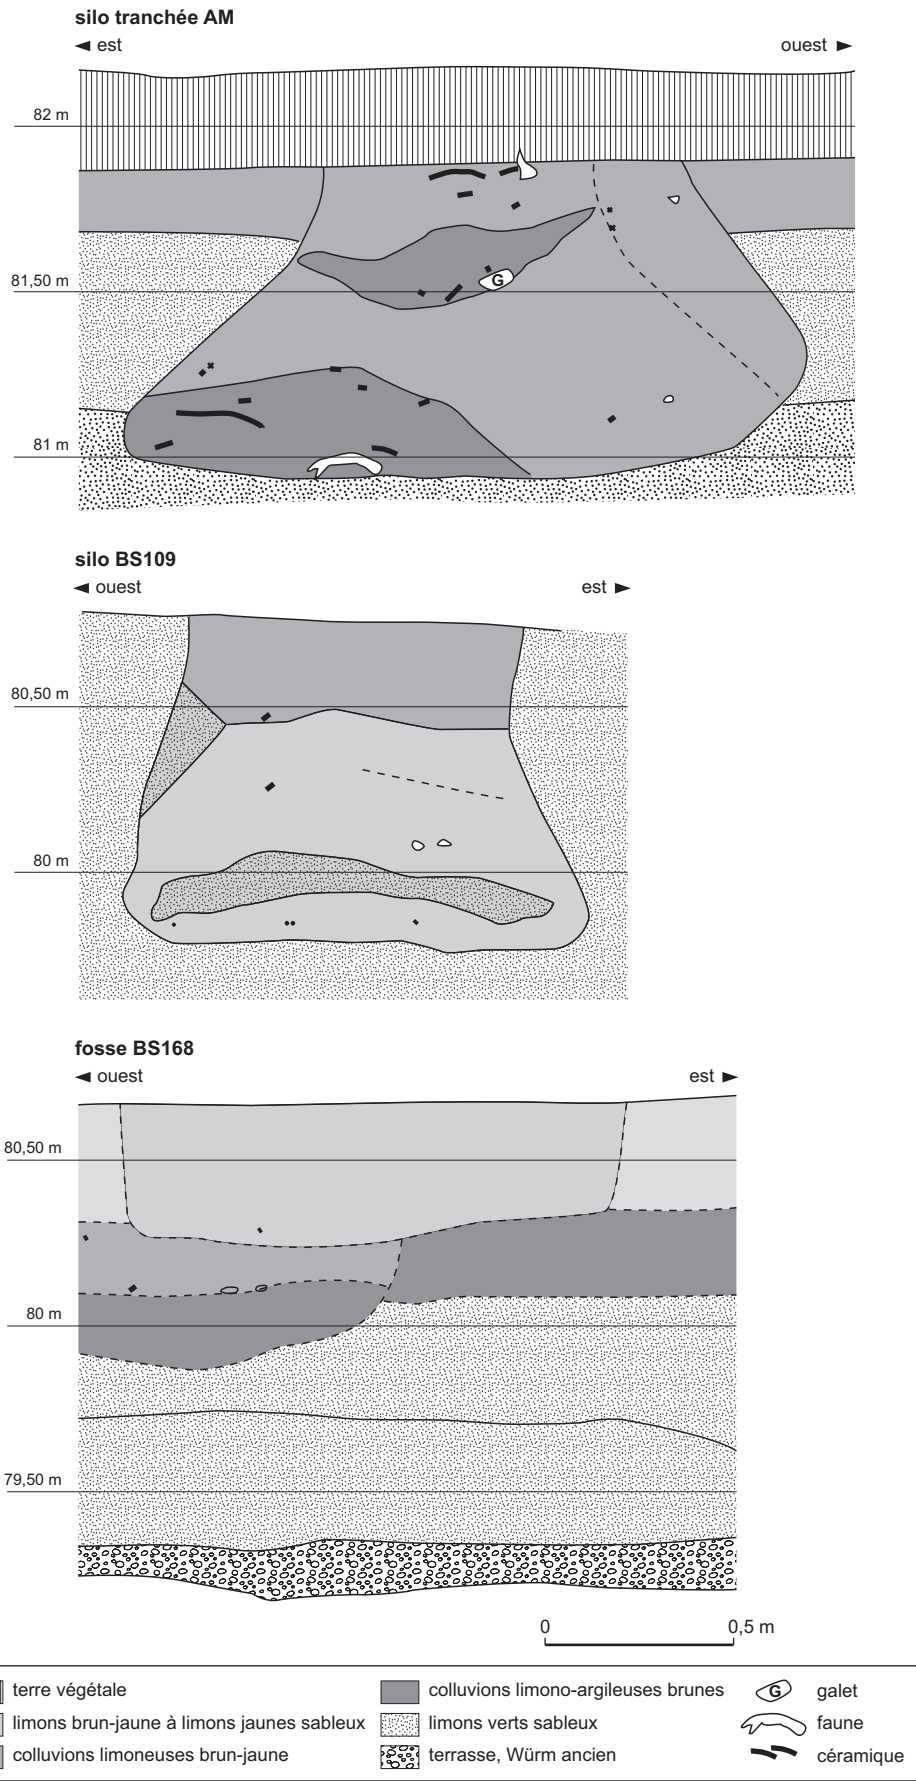 silo tranchée AM
◄ est
ouest ►
82 m
81,50 m
G
81 m
silo BS109
◄ ouest
est ►
80,50 m
80 m
fosse BS168
◄ ouest
est ►
80,50 m
80 m
79,50 m
0
0,5 m
terre végétale
limons brun-jaune à limons jaunes sableux
colluvions limoneuses brun-jaune
colluvions limono-argileuses brunes
limons verts sableux
terrasse, Würm ancien
G
galet
faune
céramique